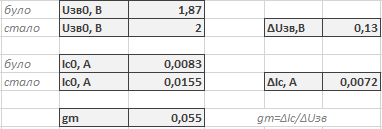 було Uзв0, В 1,87
стало Uзв0, В 2 ΔUзв,В 0,13
було Ic0, А 0,0083
стало Ic0, А 0,0155 ΔIc, А 0,0072
gm 0,055 gm=ΔIc/ΔUзв